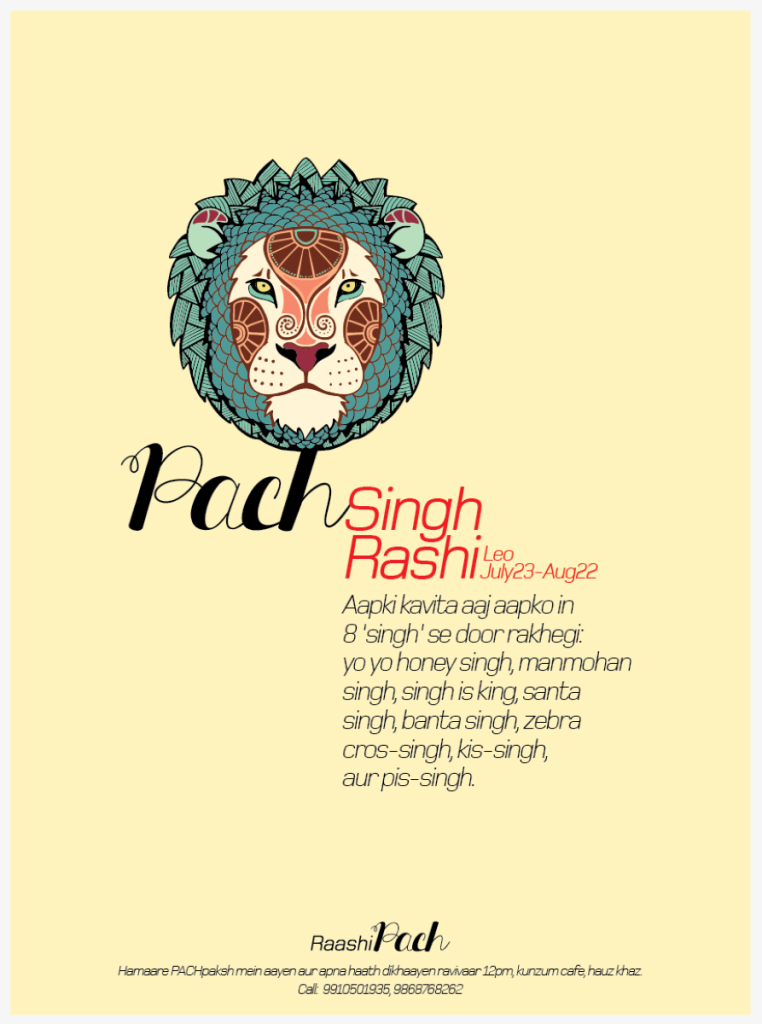 Pach
Singh
Rashi
Leo
July23-Aug22
Aapki kavita aaj aapko in
8 'singh' se door rakhegi:
yo yo honey singh, manmohan
singh, singh is king, santa
singh, banta singh, zebra
cros-singh, kis-singh,
aur pis-singh.
Raashi Pach
Hamaare PACHpaksh mein aayen aur apna haath dikhaayen ravivaar 12pm, kunzum cafe, hauz khaz.
Call: 9910501935, 9868768262